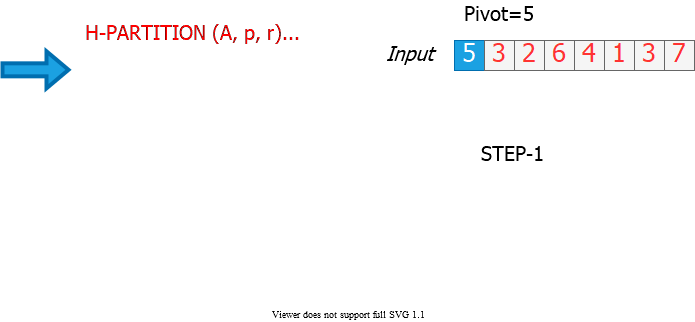 H-PARTITION (A, p, r)...
Pivot=5
Input 5 3 2 6 4 1 3 7
STEP-1
Viewer does not support full SVG 1.1